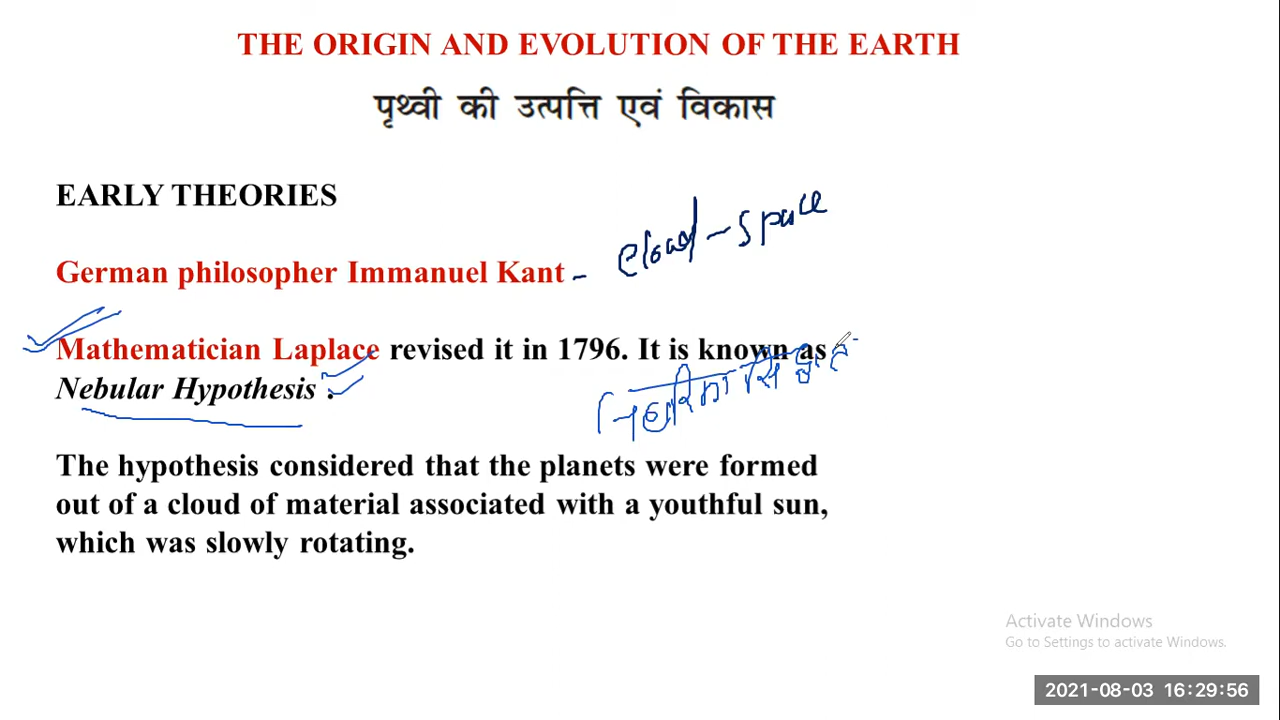 THE ORIGIN AND EVOLUTION OF THE EARTH
पृथ्वी की उत्पत्ति एवं विकास
EARLY THEORIES
cloud - space
German philosopher Immanuel Kant -
Mathematician Laplace revised it in 1796. It is known as
Nebular Hypothesis .
The hypothesis considered that the planets were formed
out of a cloud of material associated with a youthful sun,
which was slowly rotating.
Activate Windows
Go to Settings to activate Windows.
2021-08-03 16:29:56